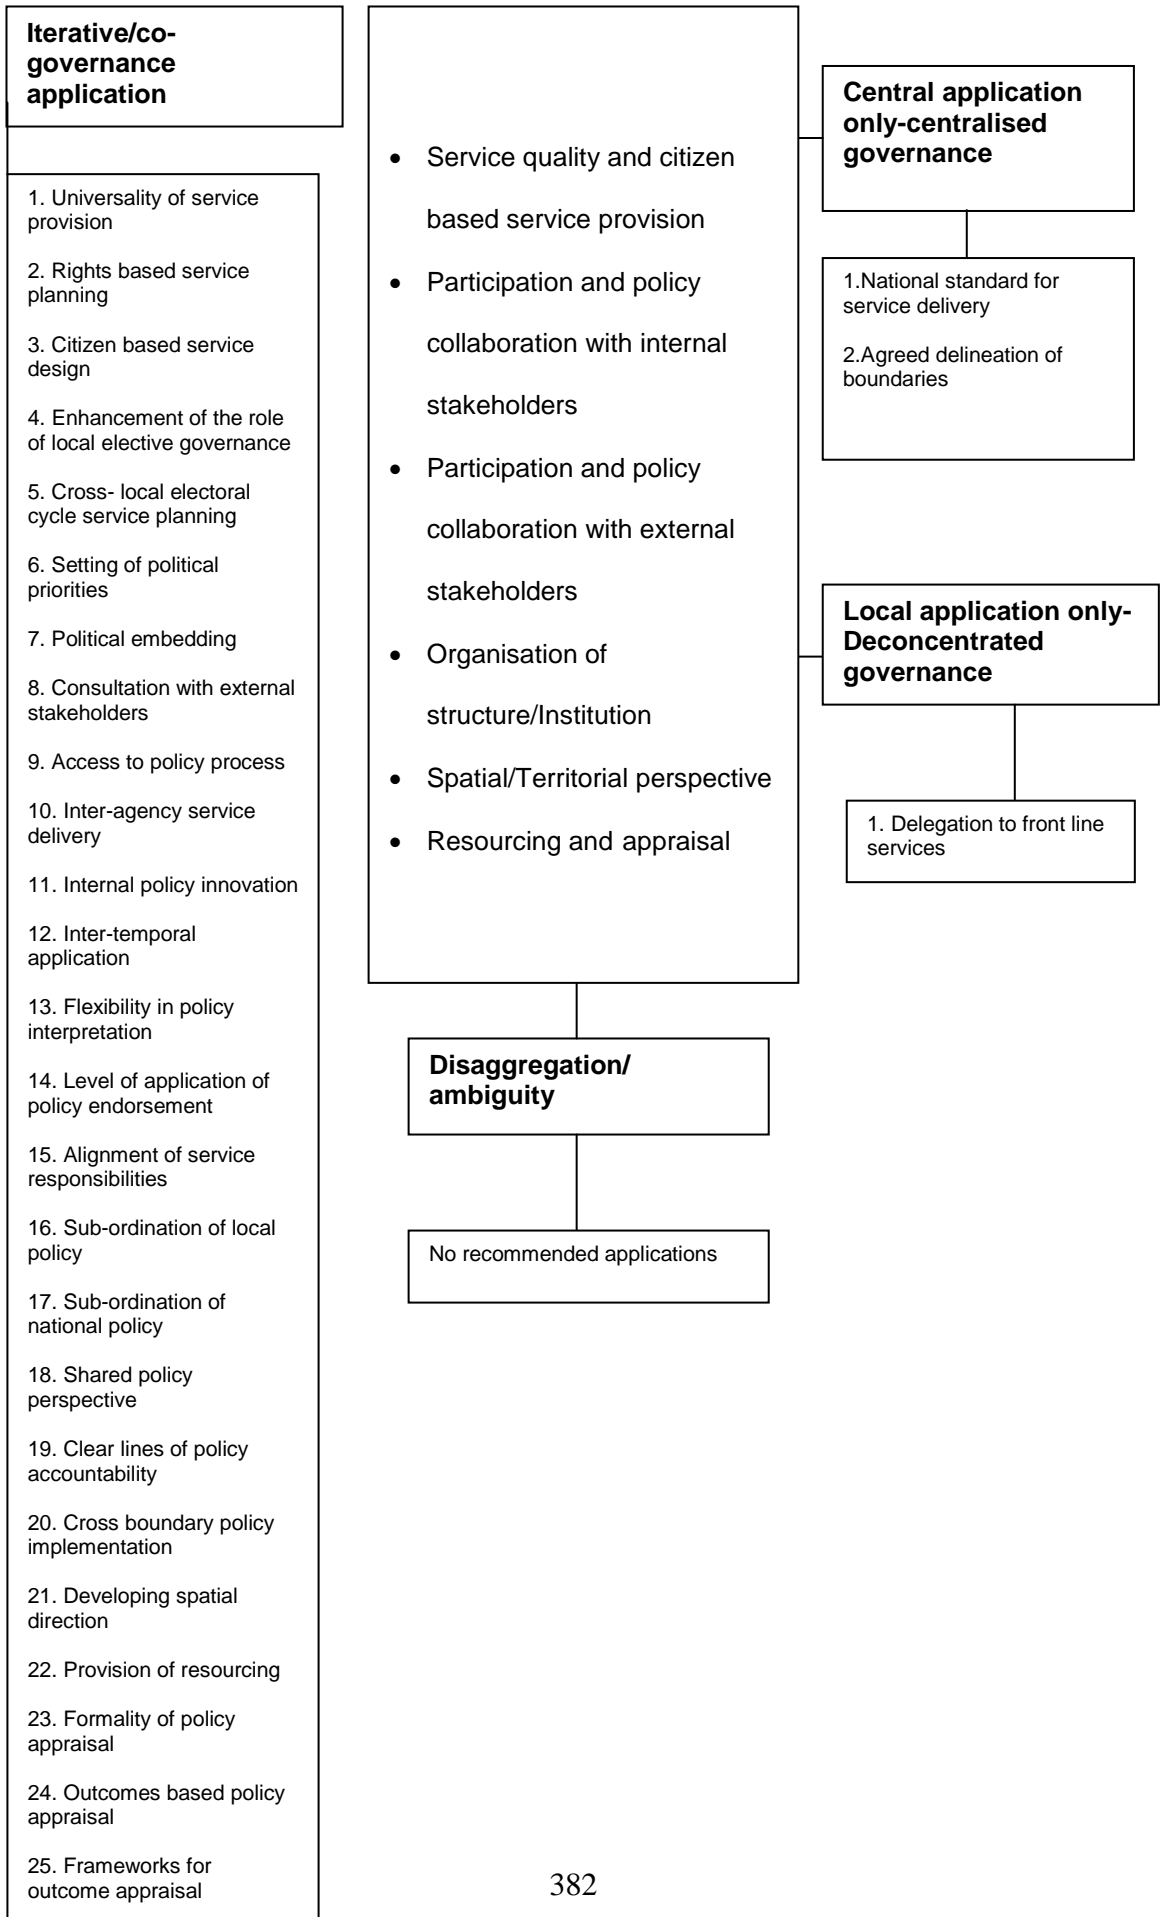 Iterative/co-
governance
application
1. Universality of service
provision
2. Rights based service
planning
3. Citizen based service
design
4. Enhancement of the role
of local elective governance
5. Cross- local electoral
cycle service planning
6. Setting of political
priorities
7. Political embedding
8. Consultation with external
stakeholders
9. Access to policy process
10. Inter-agency service
delivery
11. Internal policy innovation
12. Inter-temporal
application
13. Flexibility in policy
interpretation
14. Level of application of
policy endorsement
15. Alignment of service
responsibilities
16. Sub-ordination of local
policy
17. Sub-ordination of
national policy
18. Shared policy
perspective
19. Clear lines of policy
accountability
20. Cross boundary policy
implementation
21. Developing spatial
direction
22. Provision of resourcing
23. Formality of policy
appraisal
24. Outcomes based policy
appraisal
25. Frameworks for
outcome appraisal
• Service quality and citizen
based service provision
• Participation and policy
collaboration with internal
stakeholders
• Participation and policy
collaboration with external
stakeholders
• Organisation of
structure/Institution
• Spatial/Territorial perspective
• Resourcing and appraisal
Central application
only-centralised
governance
1.National standard for
service delivery
2.Agreed delineation of
boundaries
Local application only-
Deconcentrated
governance
1. Delegation to front line
services
Disaggregation/
ambiguity
No recommended applications
382